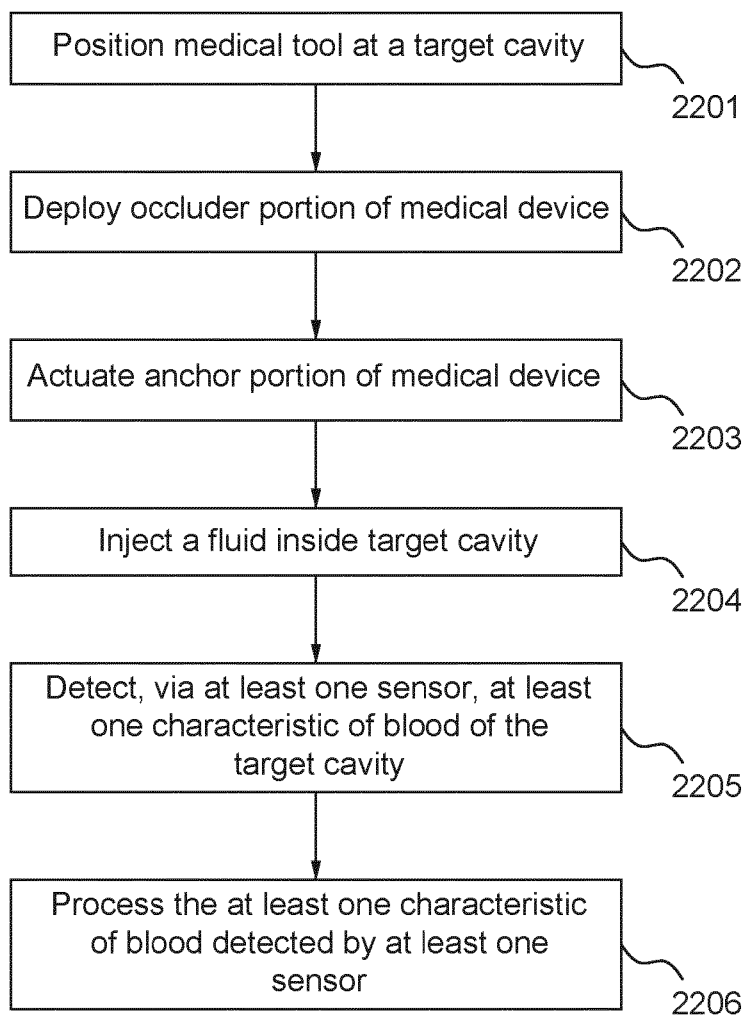 Position medical tool at a target cavity
2201
Deploy occluder portion of medical device
2202
Actuate anchor portion of medical device
2203
Inject a fluid inside target cavity
2204
Detect, via at least one sensor, at least
one characteristic of blood of the
target cavity
2205
Process the at least one characteristic
of blood detected by at least one
sensor
2206